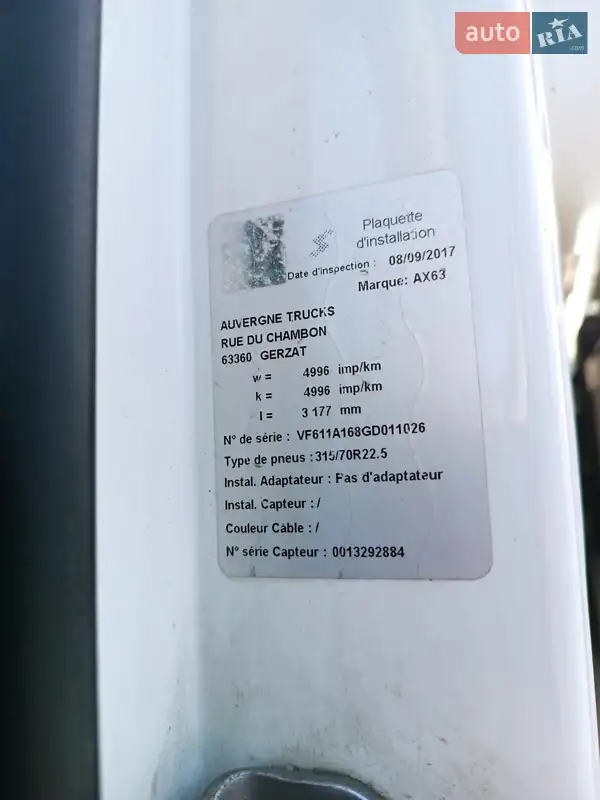 auto RIA .com
Plaquette
d'installation
Date d'inspection : 08/09/2017
Marque: AX63
AUVERGNE TRUCKS
RUE DU CHAMBON
63360 GERZAT
w = 4996 imp/km
k = 4996 imp/km
l = 3 177 mm
N° de série : VF611A168GD011026
Type de pneus : 315/70R22.5
Instal. Adaptateur : Pas d'adaptateur
Instal. Capteur : /
Couleur Câble : /
N° série Capteur : 0013292884